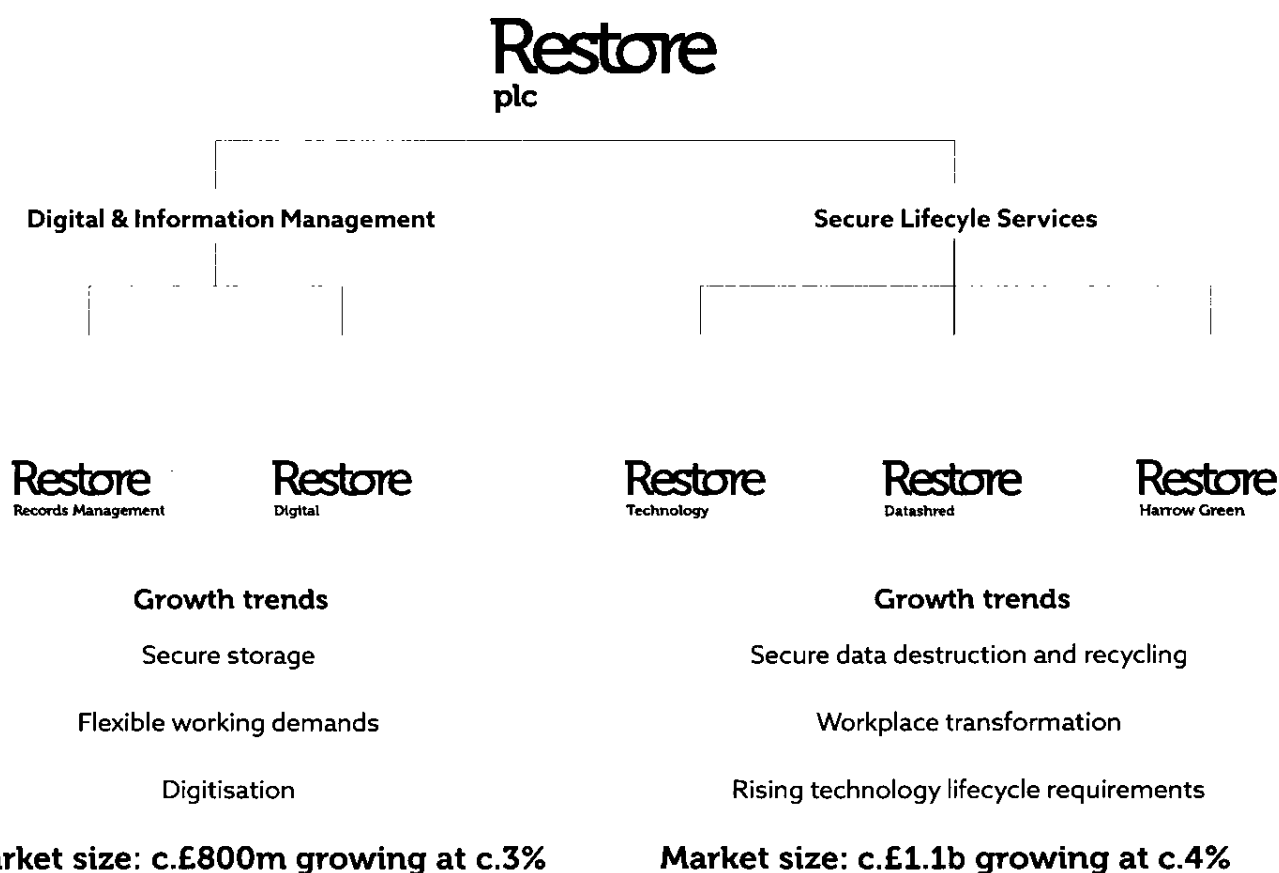 Restore
plc
Digital & Information Management
Secure Lifecyle Services
Restore
Records Management
Restore
Digital
Restore
Technology
Restore
Datashred
Restore
Harrow Green
Growth trends
Secure storage
Flexible working demands
Digitisation
arket size: c.£800m growing at c.3%
Growth trends
Secure data destruction and recycling
Workplace transformation
Rising technology lifecycle requirements
Market size: c.£1.1b growing at c.4%